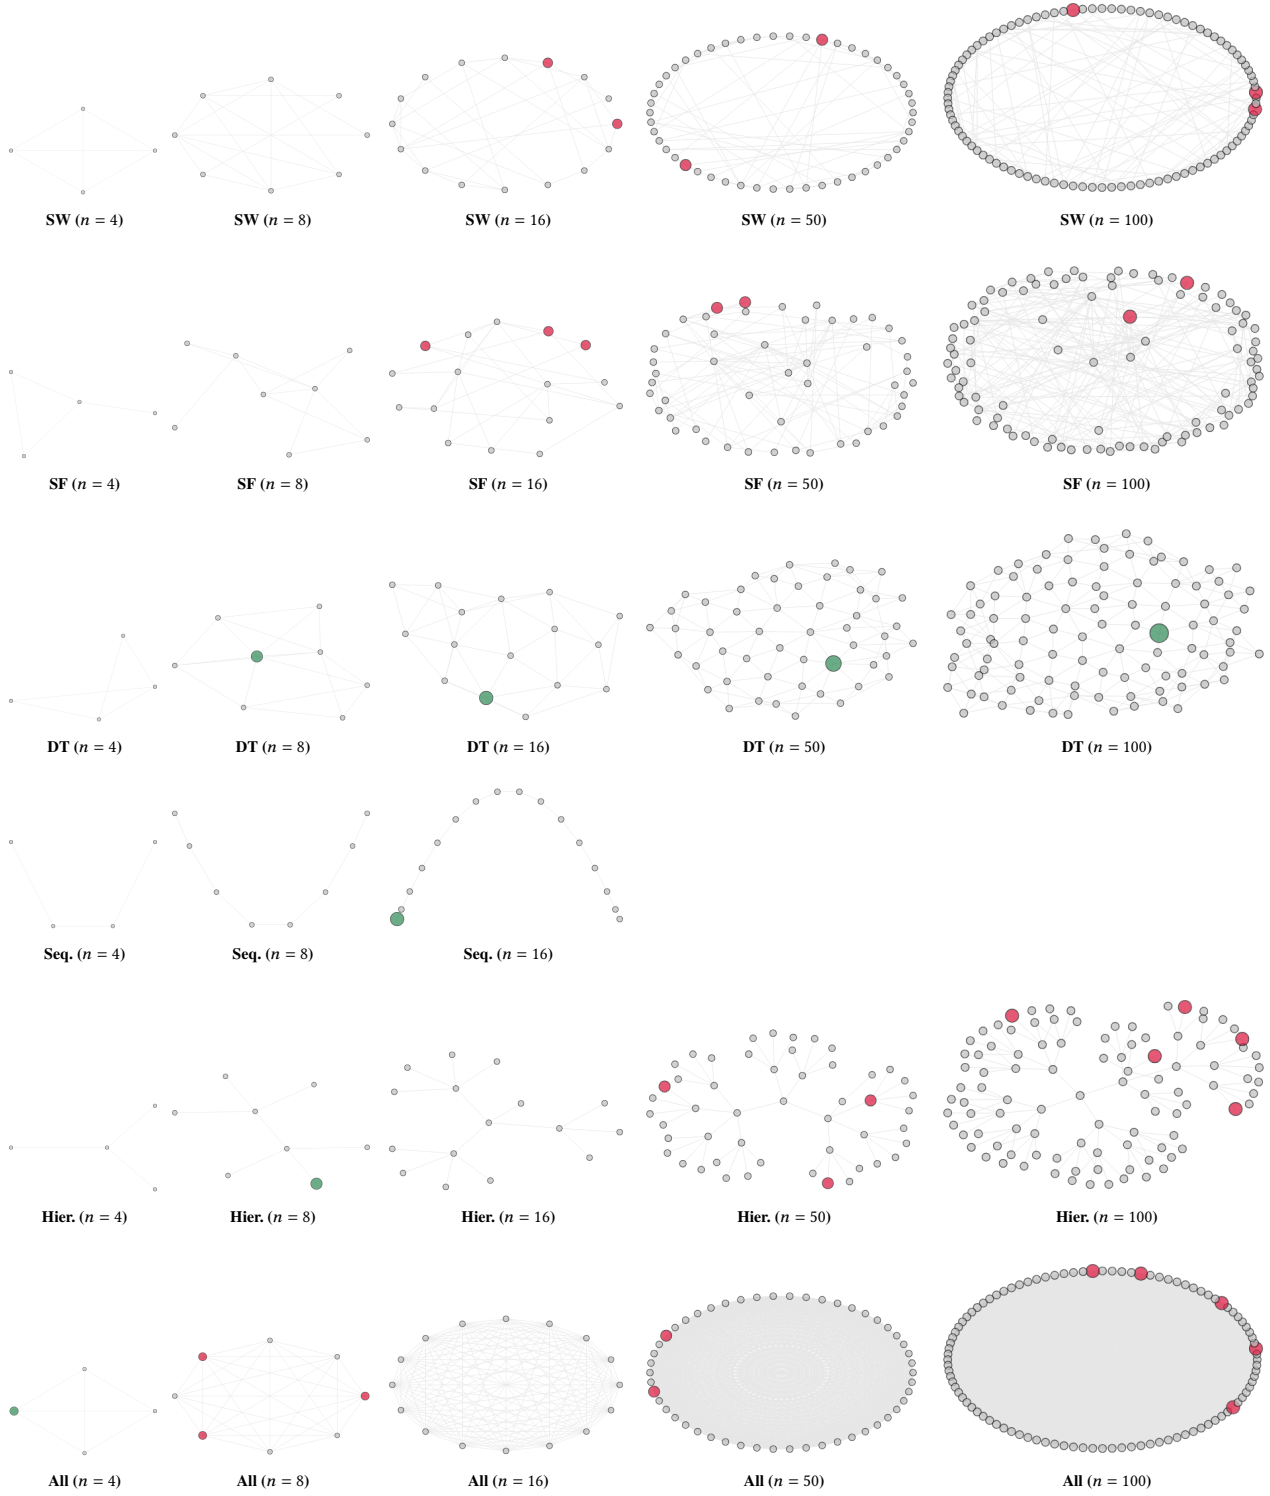 SW (n = 4) SW (n = 8) SW (n = 16) SW (n = 50) SW (n = 100)
SF (n = 4) SF (n = 8) SF (n = 16) SF (n = 50) SF (n = 100)
DT (n = 4) DT (n = 8) DT (n = 16) DT (n = 50) DT (n = 100)
Seq. (n = 4) Seq. (n = 8) Seq. (n = 16)
Hier. (n = 4) Hier. (n = 8) Hier. (n = 16) Hier. (n = 50) Hier. (n = 100)
All (n = 4) All (n = 8) All (n = 16) All (n = 50) All (n = 100)